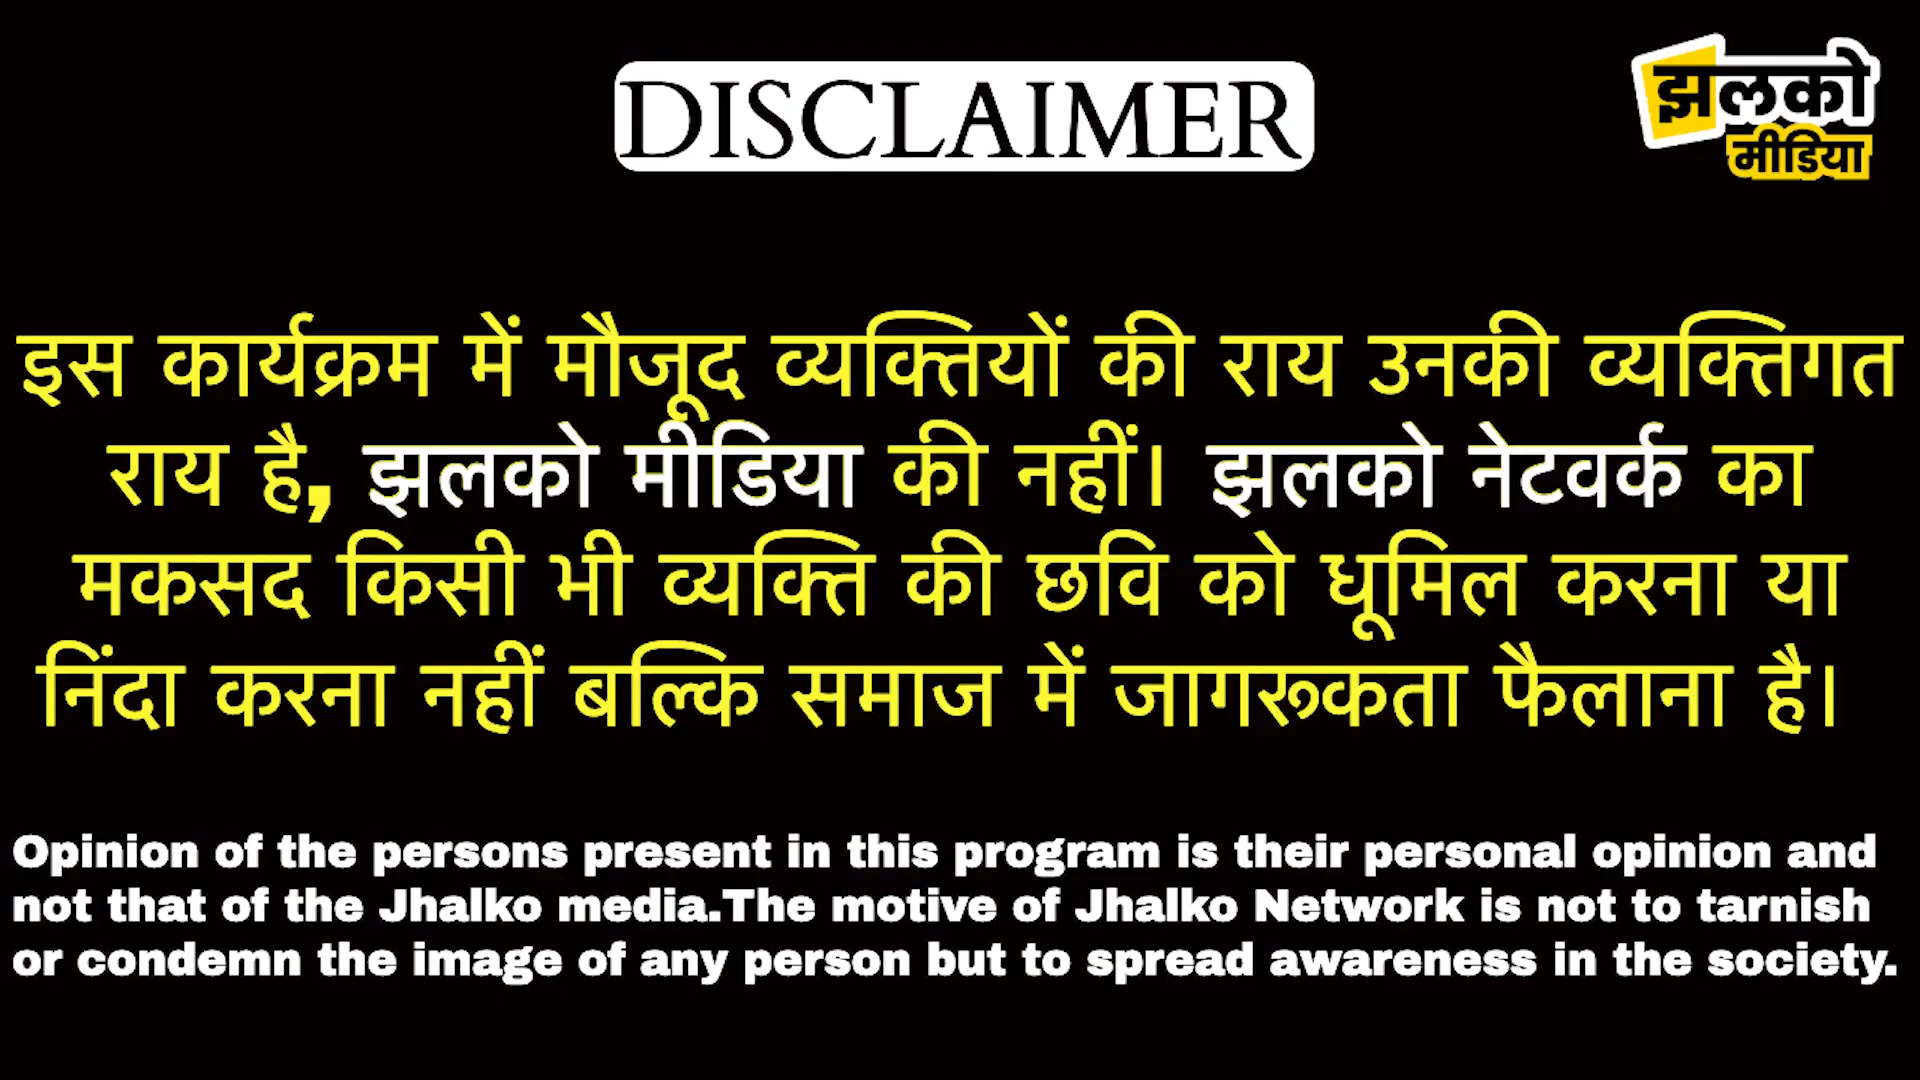 DISCLAIMER
झलको
मीडिया
इस कार्यक्रम में मौजूद व्यक्तियों की राय उनकी व्यक्तिगत
राय है, झलको मीडिया की नहीं। झलको नेटवर्क का
मकसद किसी भी व्यक्ति की छवि को धूमिल करना या
निंदा करना नहीं बल्कि समाज में जागरूकता फैलाना है।
Opinion of the persons present in this program is their personal opinion and
not that of the Jhalko media.The motive of Jhalko Network is not to tarnish
or condemn the image of any person but to spread awareness in the society.